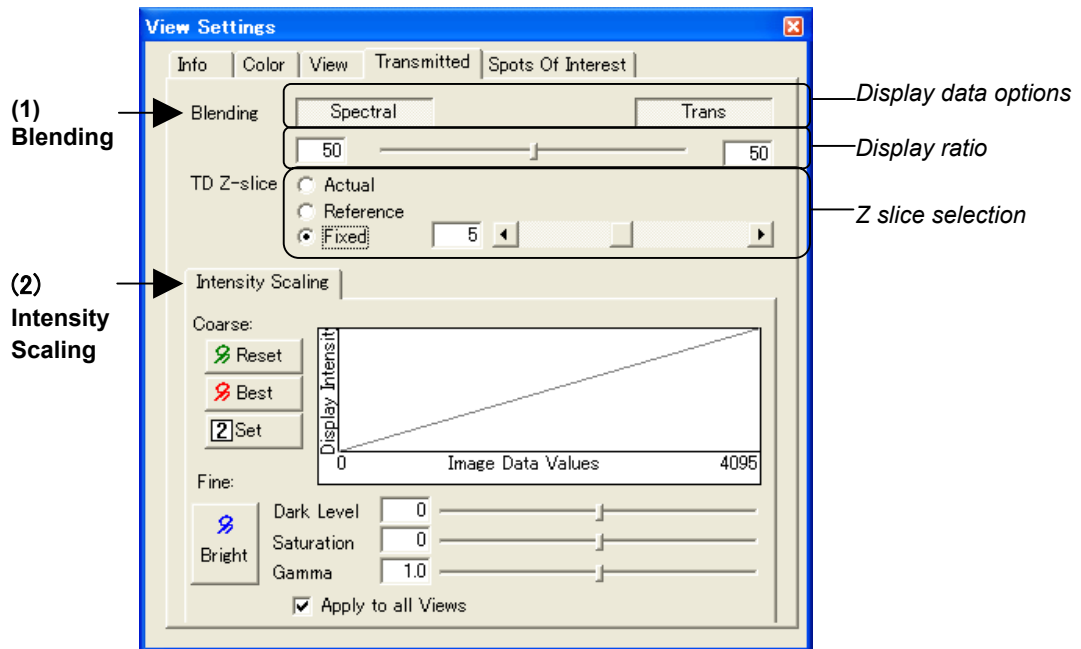 View Settings
Info Color View Transmitted Spots Of Interest
(1)
Blending
Blending Spectral Trans
Display data options
50 50
Display ratio
TD Z-slice
Actual
Reference
Fixed 5
Z slice selection
(2)
Intensity
Scaling
Intensity Scaling
Coarse:
Reset
Best
2 Set
Display Intensit
0 Image Data Values 4095
Fine:
Bright
Dark Level 0
Saturation 0
Gamma 1.0
Apply to all Views